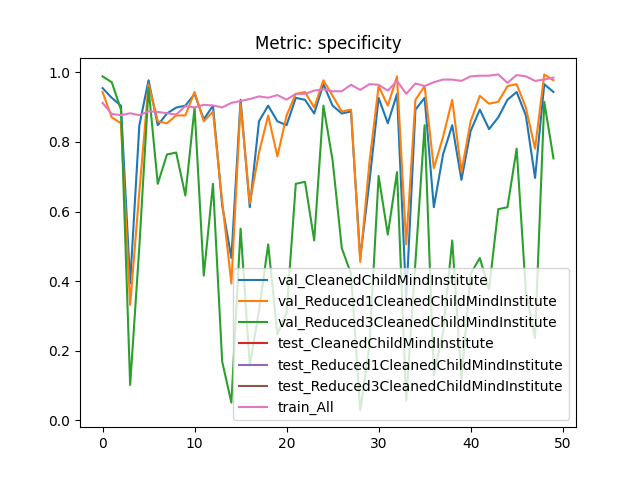 Metric: specificity
1.0
0.8
0.6
0.4
0.2
0.0
val_CleanedChildMindInstitute
val_Reduced1CleanedChildMindInstitute
val_Reduced3CleanedChildMindInstitute
test_CleanedChildMindInstitute
test_Reduced1CleanedChildMindInstitute
test_Reduced3CleanedChildMindInstitute
train_All
0 10 20 30 40 50